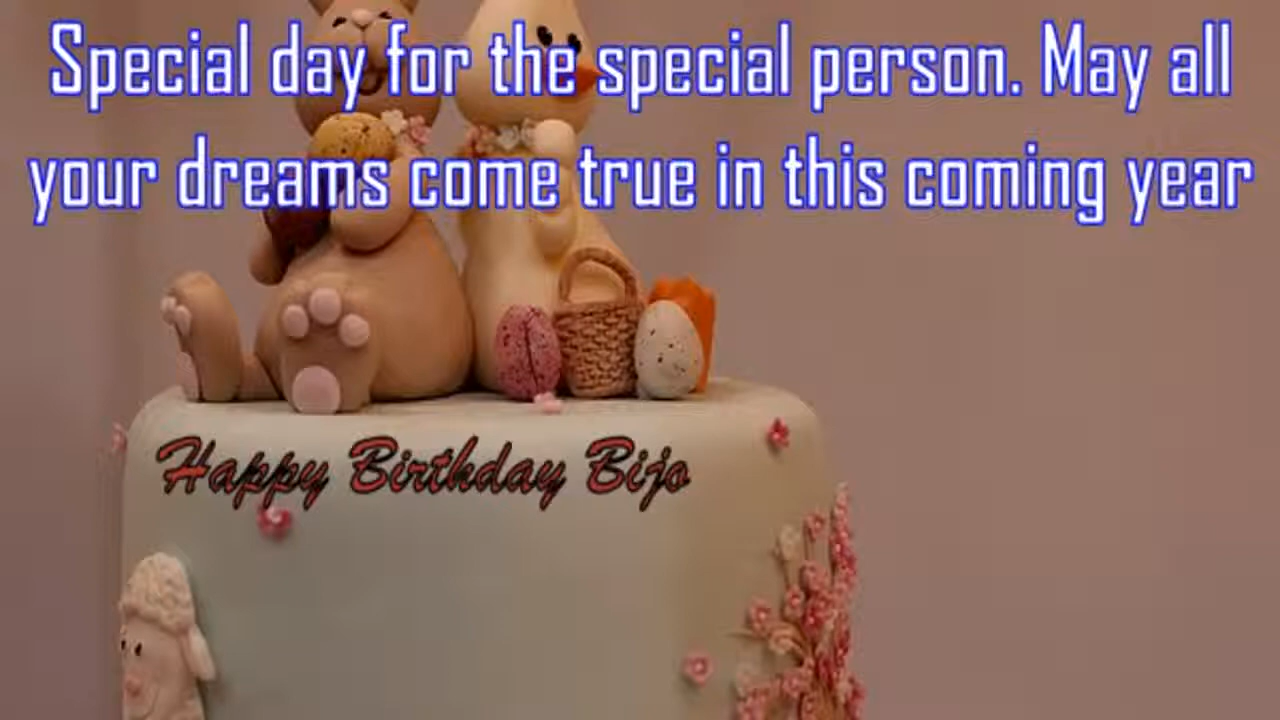 Special day for the special person. May all
your dreams come true in this coming year
Happy Birthday Bijo